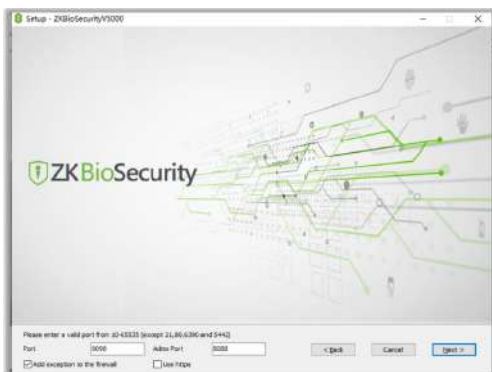 Setup - ZKBioSecurityV5000
ZKBioSecurity
Please enter a valid port from 10-65535 (except 21,80,6390 and 5442)
Port 8098 Adms Port 8088
Add exception to the firewall Use https
< Back Cancel Next >